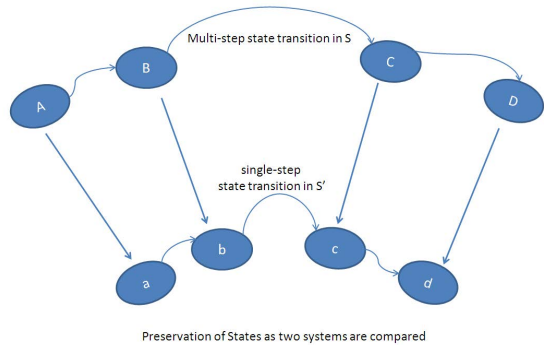 Multi-step state transition in S
A
B
C
D
single-step
state transition in S'
a
b
c
d
Preservation of States as two systems are compared